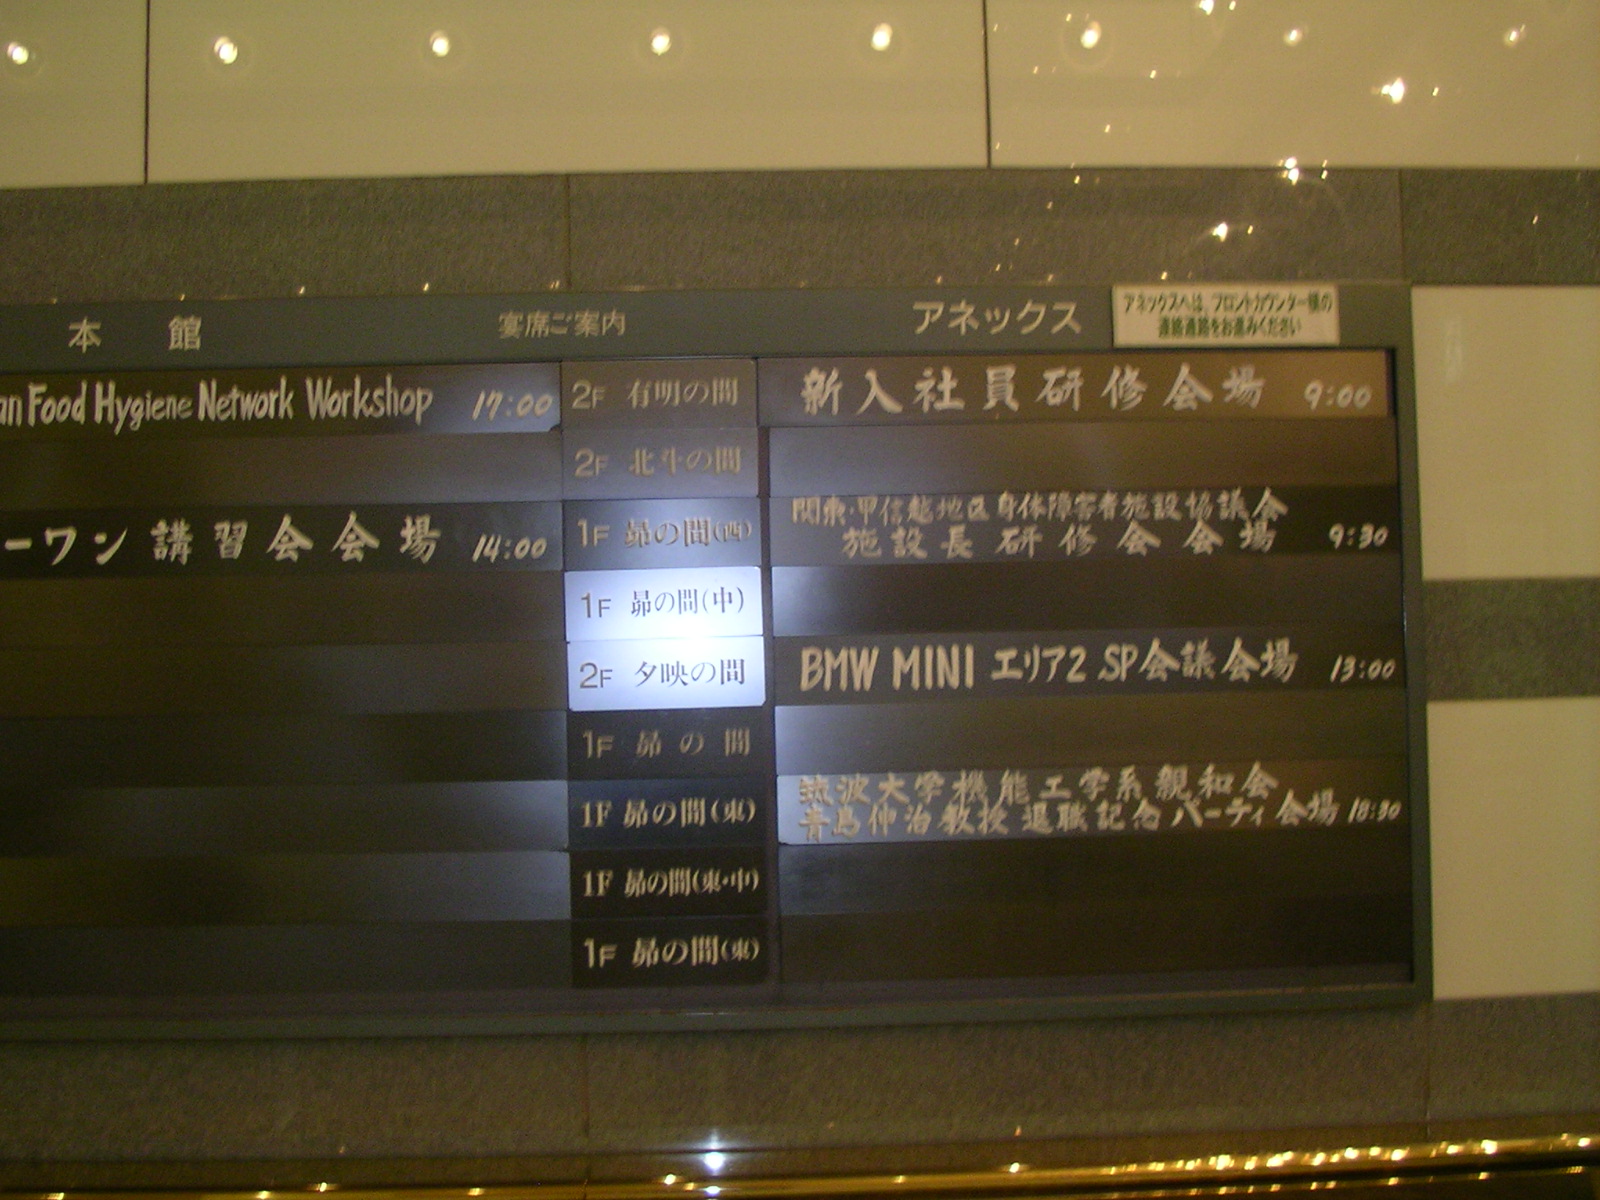 本館
宴席ご案内
アネックス
アネックスへは、フロントカウンター横の
連絡通路をお進みください
an Food Hygiene Network Workshop 17:00
2F 有明の間
新入社員研修会場 9:00
2F 北斗の間
ーワン講習会会場 14:00
1F 昴の間(西)
関東・甲信越地区身体障害者施設協議会
施設長研修会会場 9:30
1F 昴の間(中)
2F 夕映の間
BMW MINI エリア2 SP会議会場 13:00
1F 昴の間
1F 昴の間(東)
筑波大学機能工学系親和会
青島伸治教授退職記念パーティ会場 18:30
1F 昴の間(東・中)
1F 昴の間(東)